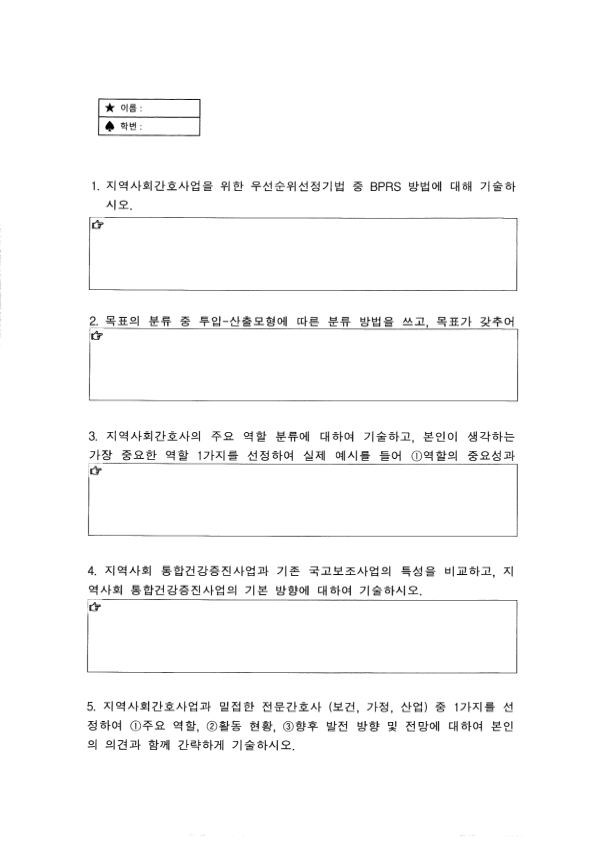 ★ 이름 :
♠ 학번 :
1. 지역사회간호사업을 위한 우선순위선정기법 중 BPRS 방법에 대해 기술하
시오.
☞
2. 목표의 분류 중 투입-산출모형에 따른 분류 방법을 쓰고, 목표가 갖추어
☞
3. 지역사회간호사의 주요 역할 분류에 대하여 기술하고, 본인이 생각하는
가장 중요한 역할 1가지를 선정하여 실제 예시를 들어 ①역할의 중요성과
☞
4. 지역사회 통합건강증진사업과 기존 국고보조사업의 특성을 비교하고, 지
역사회 통합건강증진사업의 기본 방향에 대하여 기술하시오.
☞
5. 지역사회간호사업과 밀접한 전문간호사 (보건, 가정, 산업) 중 1가지를 선
정하여 ①주요 역할, ②활동 현황, ③향후 발전 방향 및 전망에 대하여 본인
의 의견과 함께 간략하게 기술하시오.